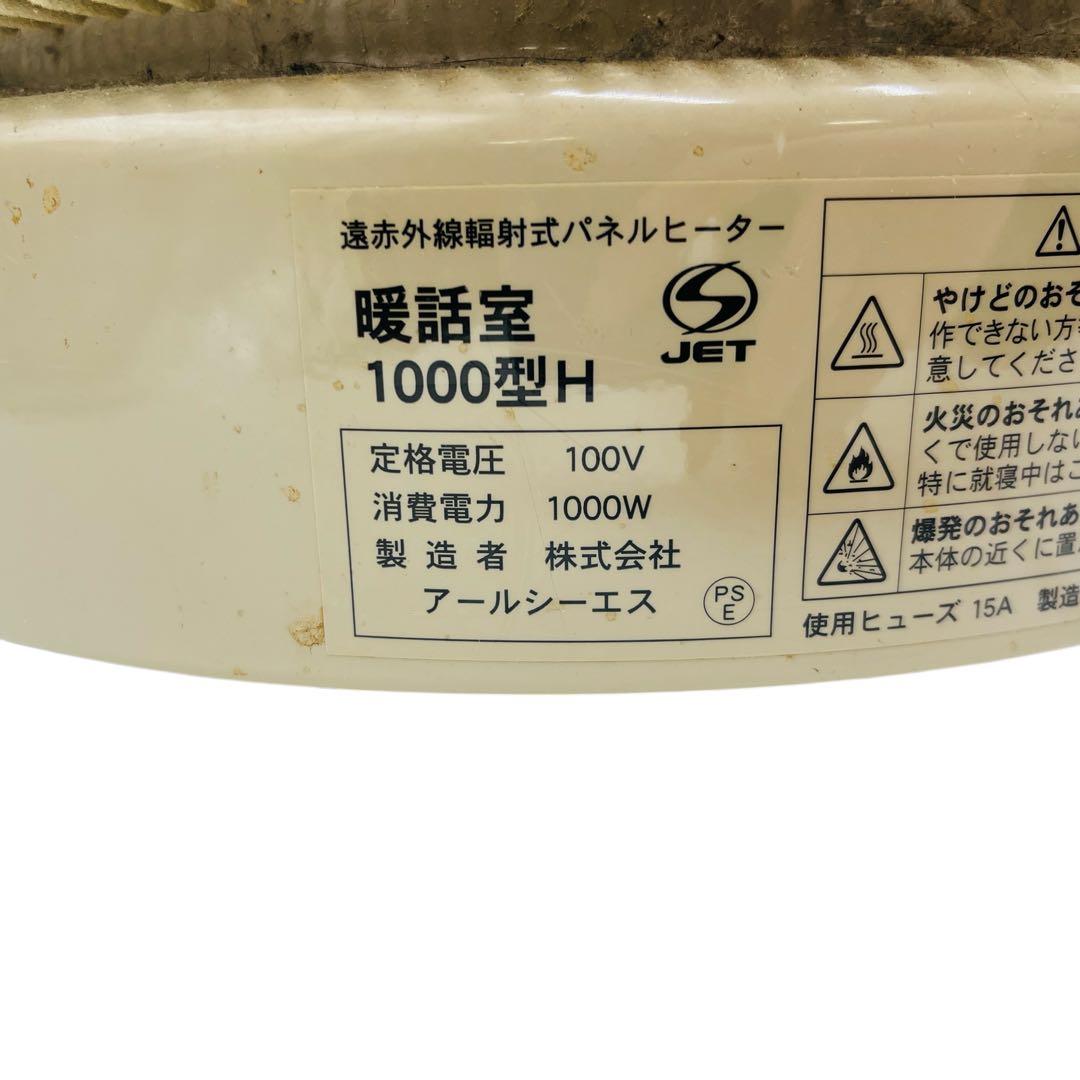 遠赤外線輻射式パネルヒーター
暖話室
1000型H
JET
定格電圧 100V
消費電力 1000W
製造者 株式会社
アールシーエス
PS
E
やけどのおそ
作できない方
意してくださ
火災のおそれあ
くで使用しない
特に就寝中はこ
爆発のおそれあ
本体の近くに置
使用ヒューズ 15A 製造